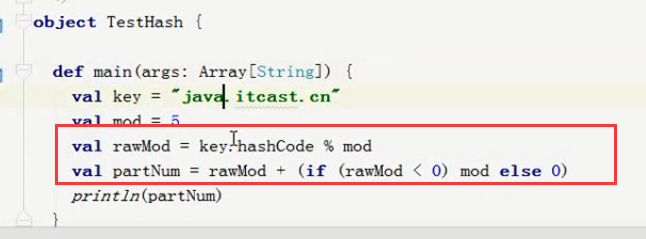 object TestHash {
def main(args: Array[String]) {
val key = "java.itcast.cn"
val mod = 5
val rawMod = key.hashCode % mod
val partNum = rawMod + (if (rawMod < 0) mod else 0)
println(partNum)
}